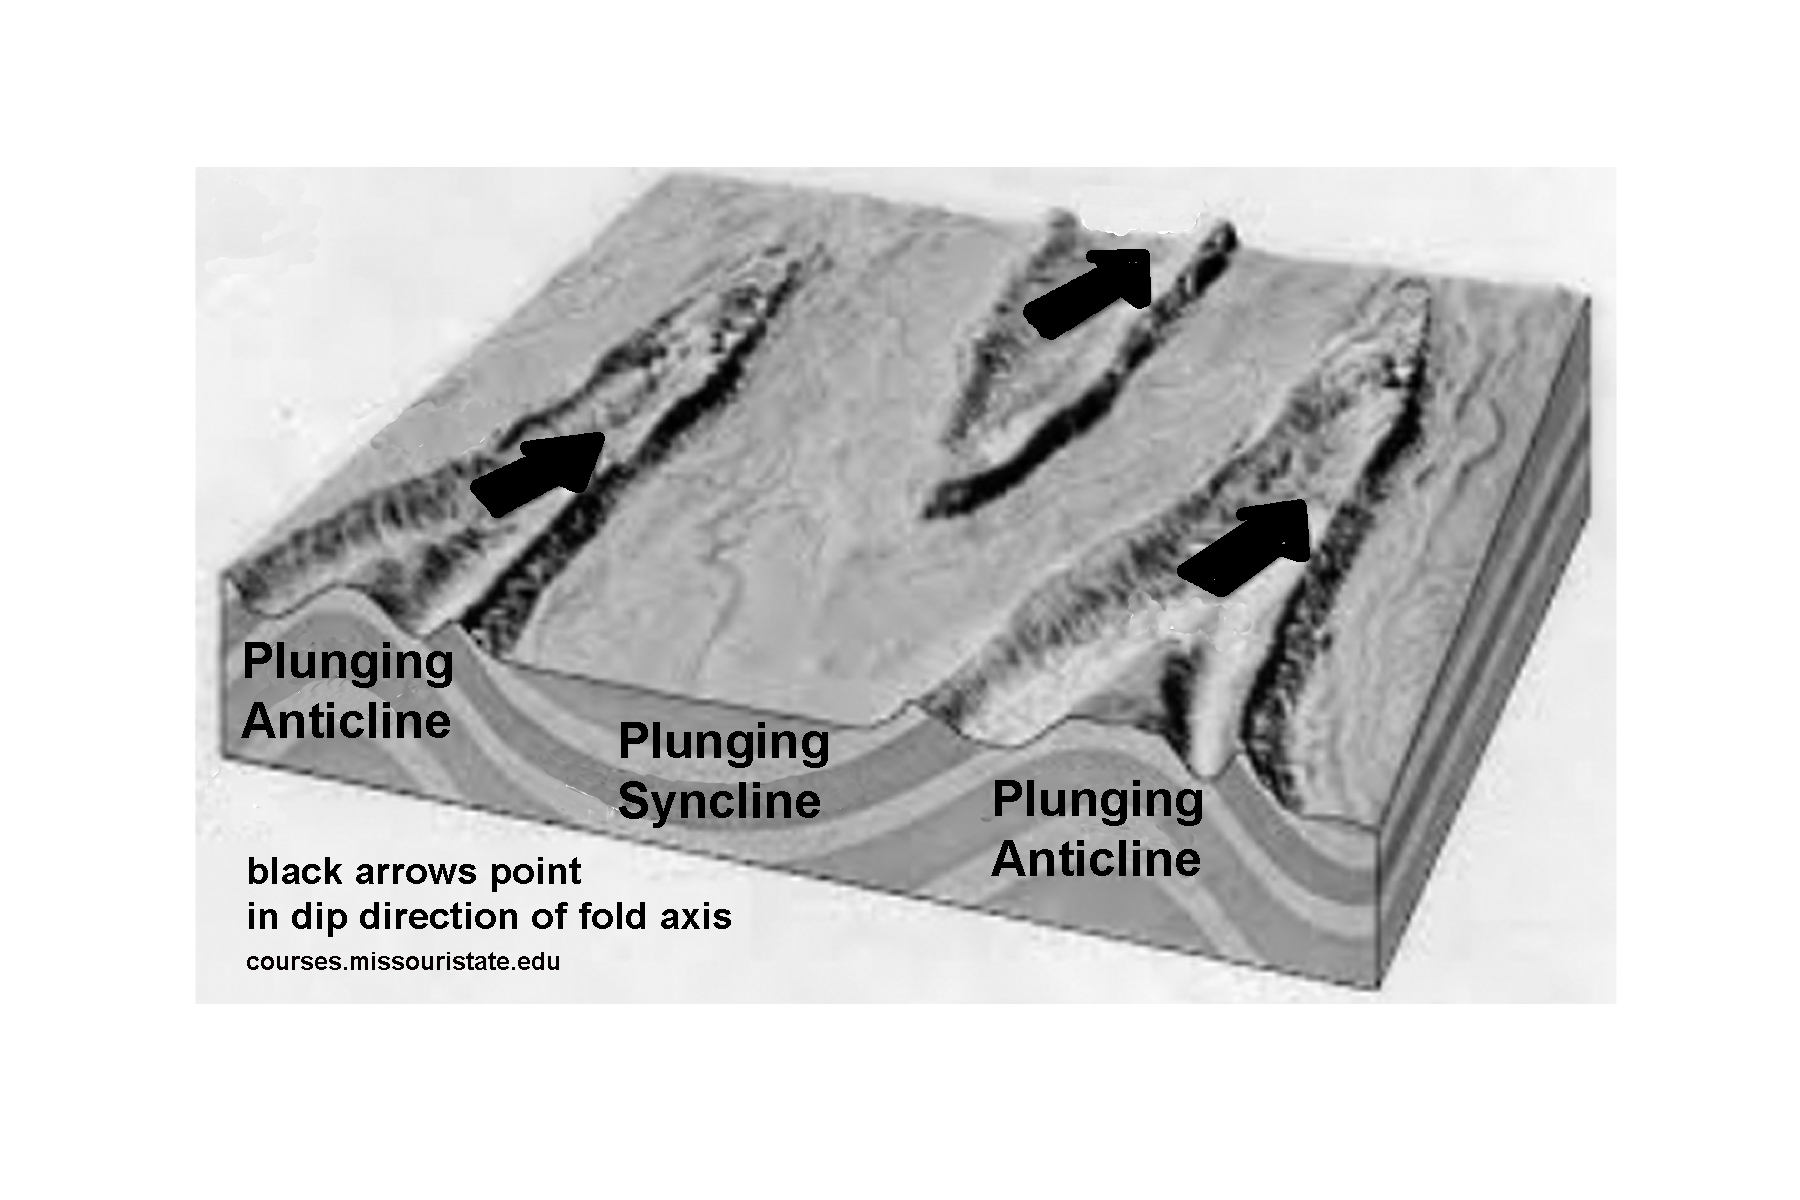 Plunging
Anticline
Plunging
Syncline
Plunging
Anticline
black arrows point
in dip direction of fold axis
courses.missouristate.edu